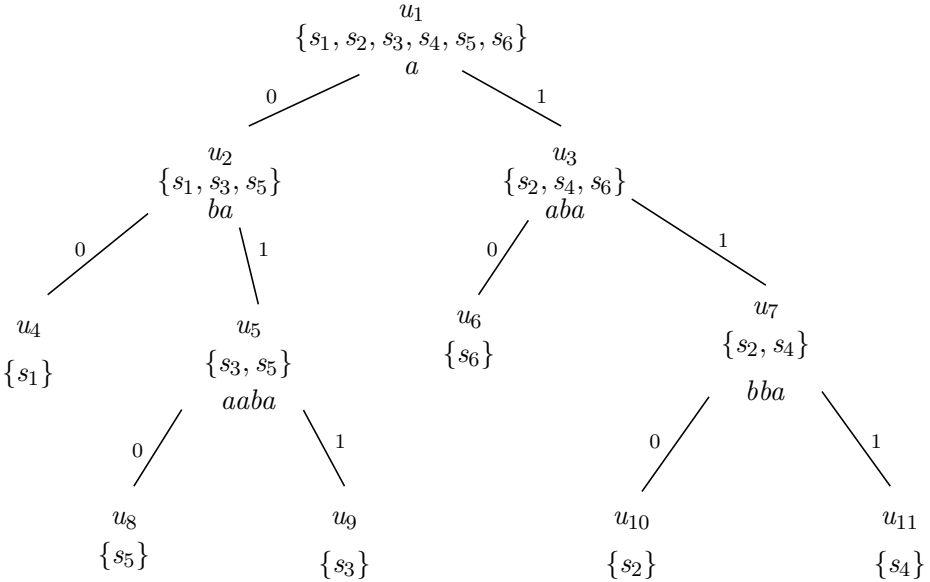 u₁
{s₁, s₂, s₃, s₄, s₅, s₆}
a
0
1
u₂
{s₁, s₃, s₅}
ba
u₃
{s₂, s₄, s₆}
aba
0
1
0
1
u₄
{s₁}
u₅
{s₃, s₅}
aaba
u₆
{s₆}
u₇
{s₂, s₄}
bba
0
1
0
1
u₈
{s₅}
u₉
{s₃}
u₁₀
{s₂}
u₁₁
{s₄}